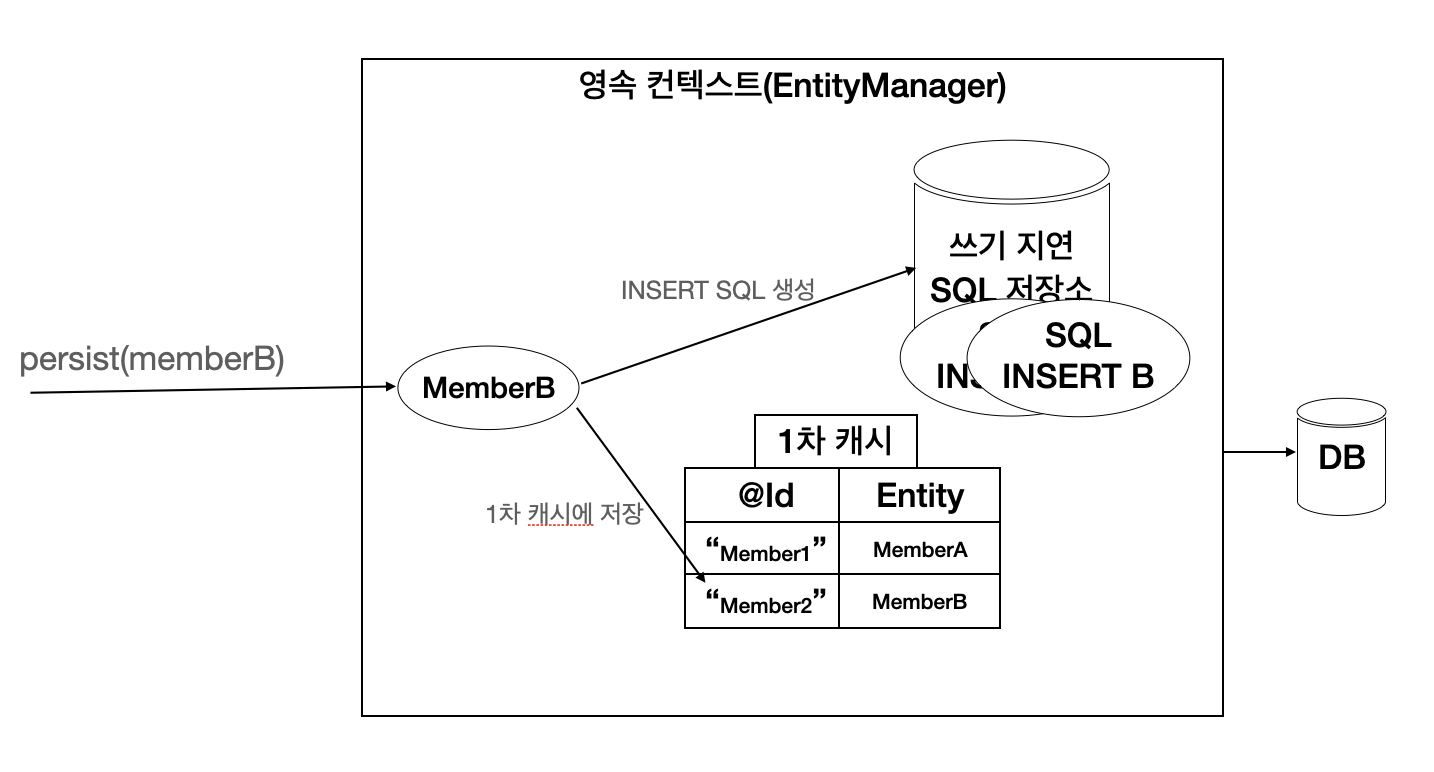 영속 컨텍스트(EntityManager)
쓰기 지연
SQL 저장소
INSERT SQL 생성
SQL
INSERT B
persist(memberB)
MemberB
1차 캐시
DB
@Id
Entity
1차 캐시에 저장
“Member1”
MemberA
“Member2”
MemberB